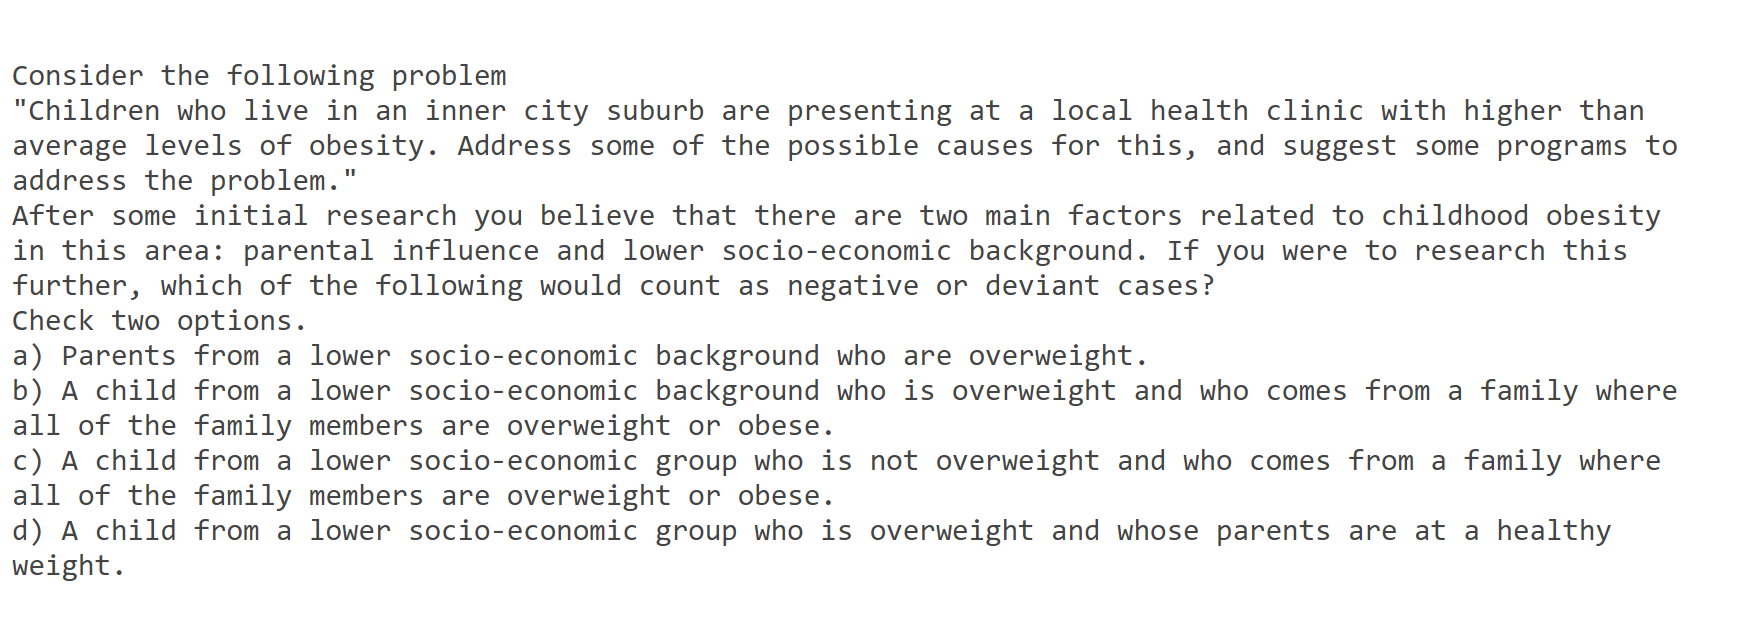 Consider the following problem
"Children who live in an inner city suburb are presenting at a local health clinic with higher than
average levels of obesity. Address some of the possible causes for this, and suggest some programs to
address the problem."
After some initial research you believe that there are two main factors related to childhood obesity
in this area: parental influence and lower socio-economic background. If you were to research this
further, which of the following would count as negative or deviant cases?
Check two options.
a) Parents from a lower socio-economic background who are overweight.
b) A child from a lower socio-economic background who is overweight and who comes from a family where
all of the family members are overweight or obese.
c) A child from a lower socio-economic group who is not overweight and who comes from a family where
all of the family members are overweight or obese.
d) A child from a lower socio-economic group who is overweight and whose parents are at a healthy
weight.